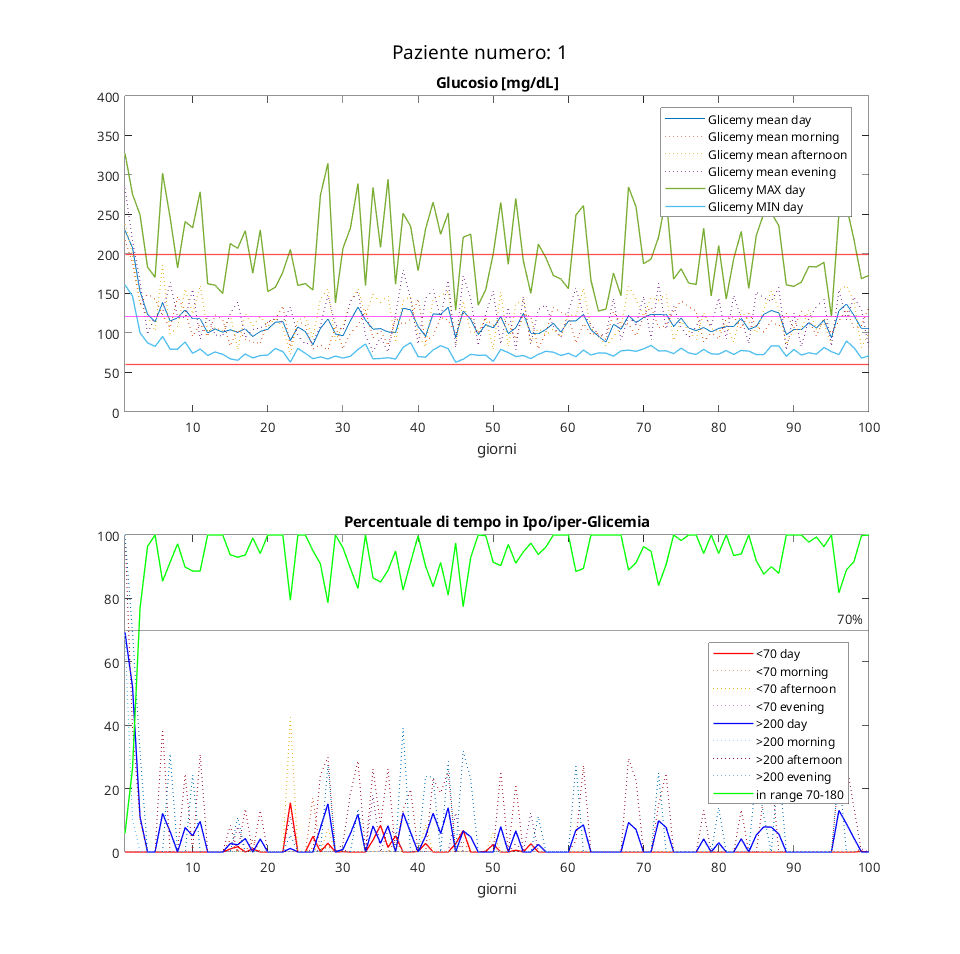 Paziente numero: 1
Glucosio [mg/dL]
400
350
300
250
200
150
100
50
0
Glicemy mean day
Glicemy mean morning
Glicemy mean afternoon
Glicemy mean evening
Glicemy MAX day
Glicemy MIN day
10 20 30 40 50 60 70 80 90 100
giorni
Percentuale di tempo in Ipo/iper-Glicemia
100
80
60
40
20
0
70%
<70 day
<70 morning
<70 afternoon
<70 evening
>200 day
>200 morning
>200 afternoon
>200 evening
in range 70-180
10 20 30 40 50 60 70 80 90 100
giorni